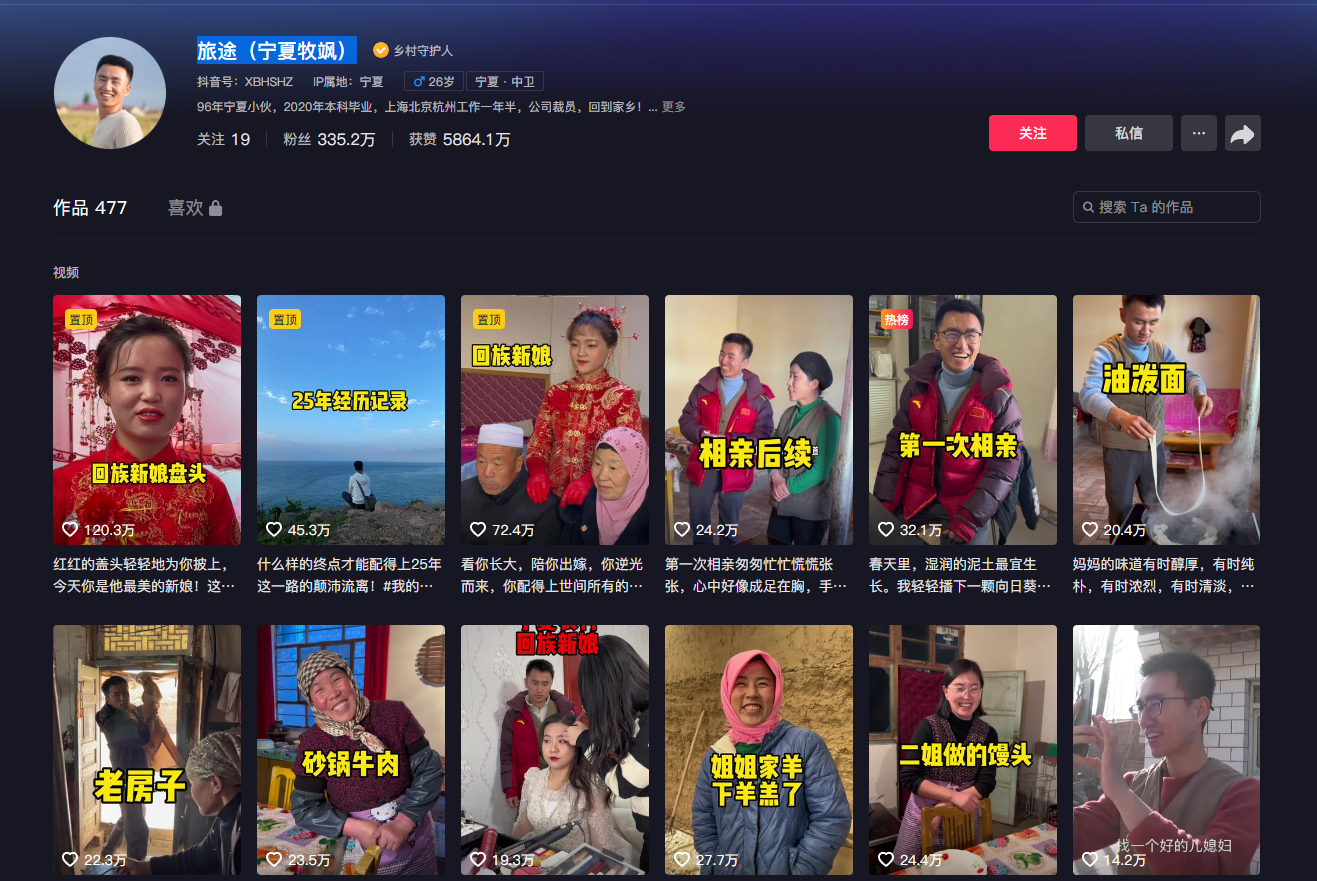 旅途（宁夏牧飒）
乡村守护人
抖音号：XBHSHZ IP属地：宁夏 ♂26岁 宁夏·中卫
96年宁夏小伙，2020年本科毕业，上海北京杭州工作一年半，公司裁员，回到家乡！... 更多
关注 19 粉丝 335.2万 获赞 5864.1万
关注
私信
...
作品 477
喜欢
搜索 Ta 的作品
视频
置顶
回族新娘盘头
120.3万
红红的盖头轻轻地为你披上，
今天你是他最美的新娘！这…
置顶
25年经历记录
45.3万
什么样的终点才能配得上25年
这一路的颠沛流离！#我的…
置顶
回族新娘
72.4万
看你长大，陪你出嫁，你逆光
而来，你配得上世间所有的…
相亲后续
24.2万
第一次相亲匆匆忙忙慌慌张
张，心中好像成足在胸，手…
热榜
第一次相亲
32.1万
春天里，湿润的泥土最宜生
长。我轻轻播下一颗向日葵…
油泼面
20.4万
妈妈的味道有时醇厚，有时纯
朴，有时浓烈，有时清淡，…
老房子
22.3万
砂锅牛肉
23.5万
回族新娘
19.3万
姐姐家羊
下羊羔了
27.7万
二姐做的馒头
24.4万
找一个好的儿媳妇
14.2万